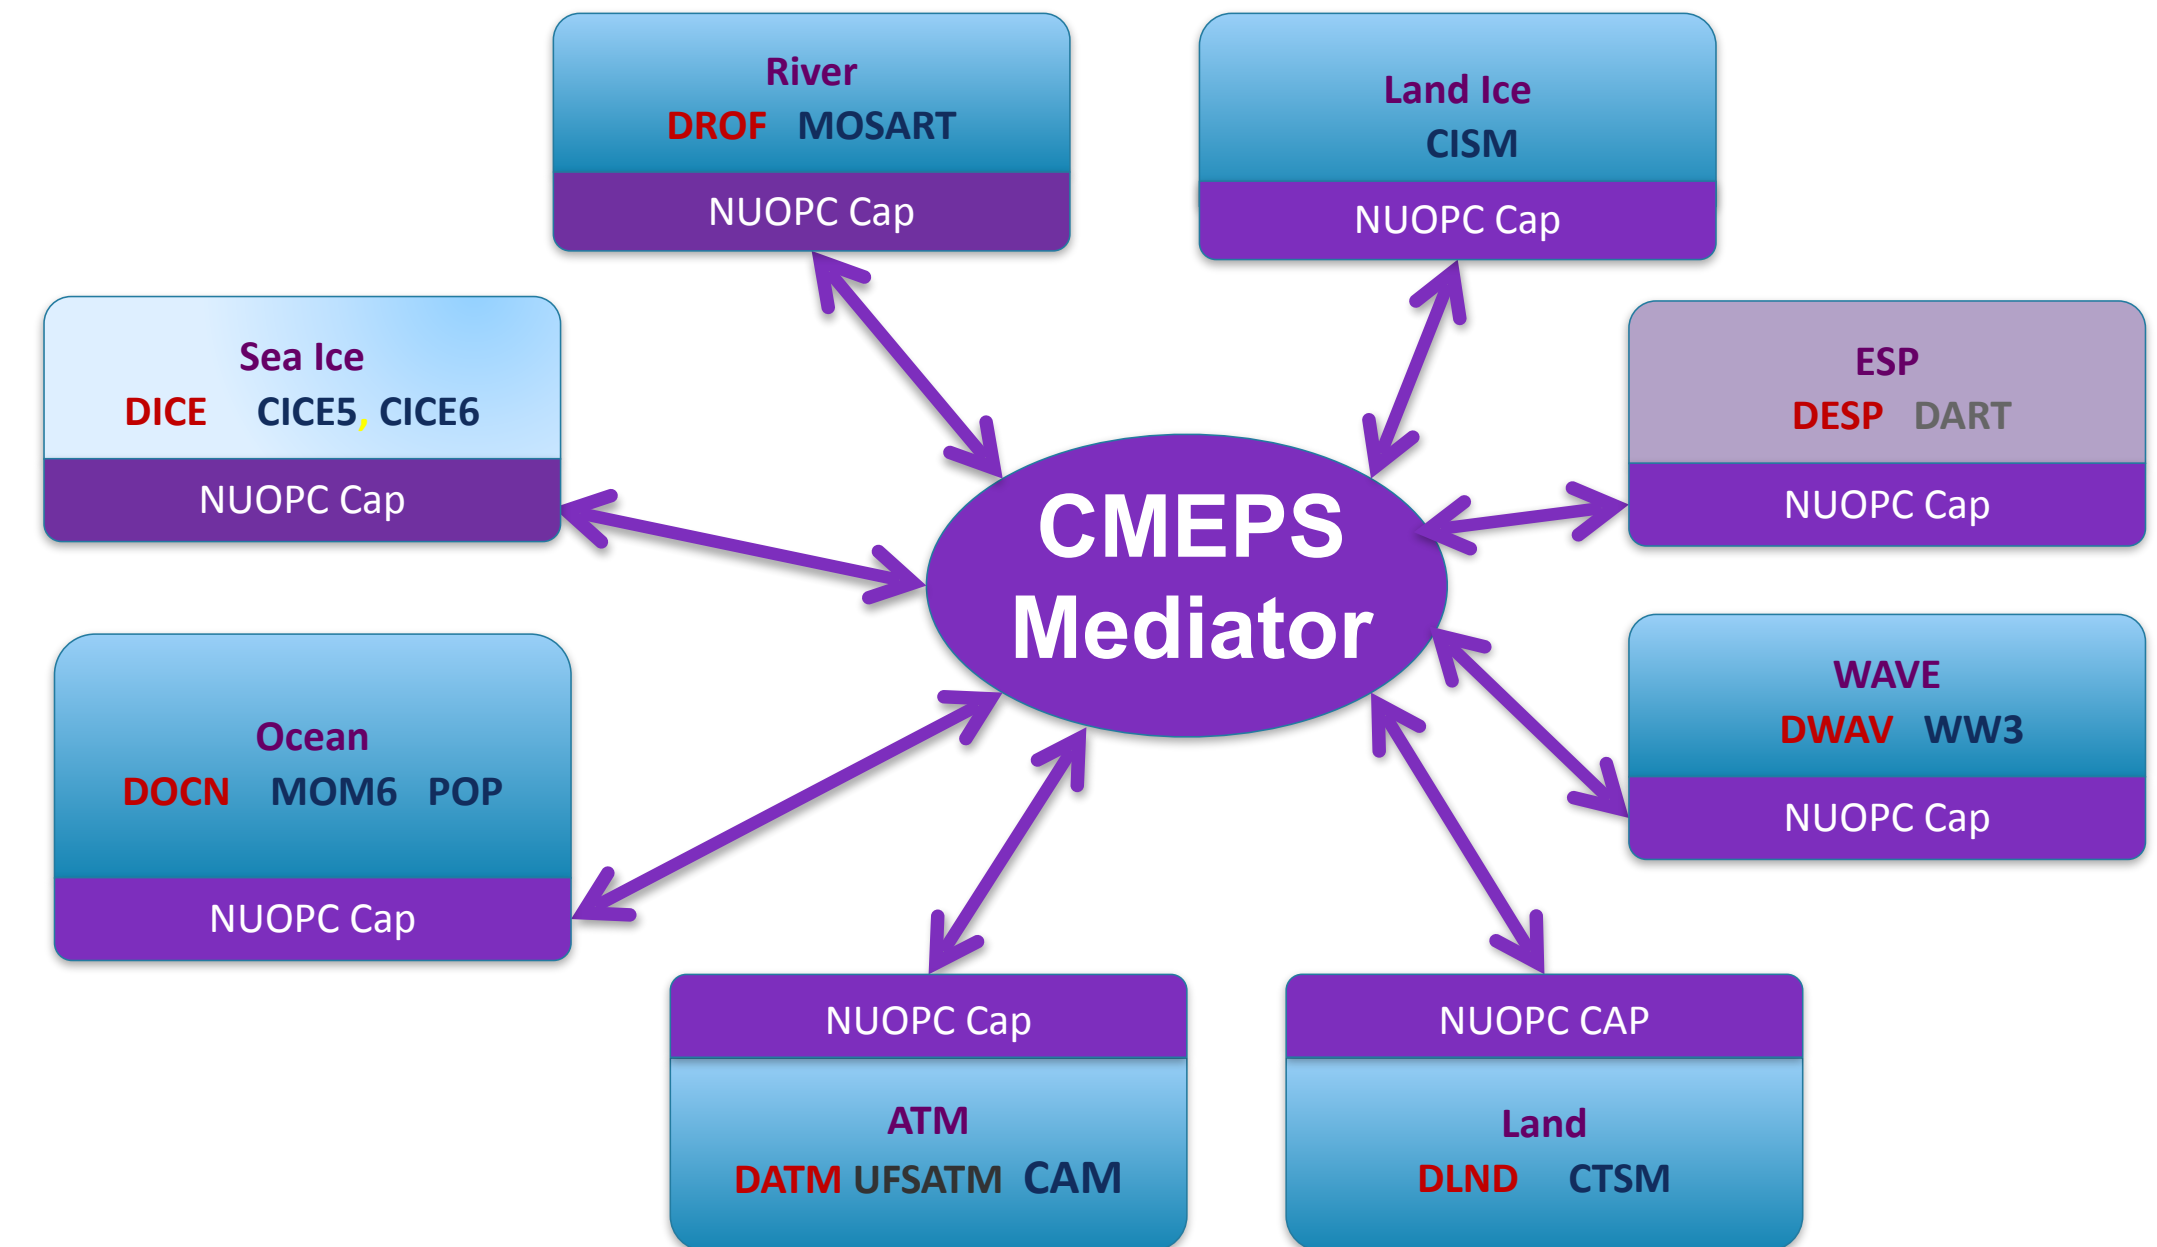 River
DROF MOSART
NUOPC Cap
Land Ice
CISM
NUOPC Cap
Sea Ice
DICE CICE5, CICE6
NUOPC Cap
ESP
DESP DART
NUOPC Cap
CMEPS
Mediator
Ocean
DOCN MOM6 POP
NUOPC Cap
WAVE
DWAV WW3
NUOPC Cap
NUOPC Cap
ATM
DATM UFSATM CAM
NUOPC CAP
Land
DLND CTSM